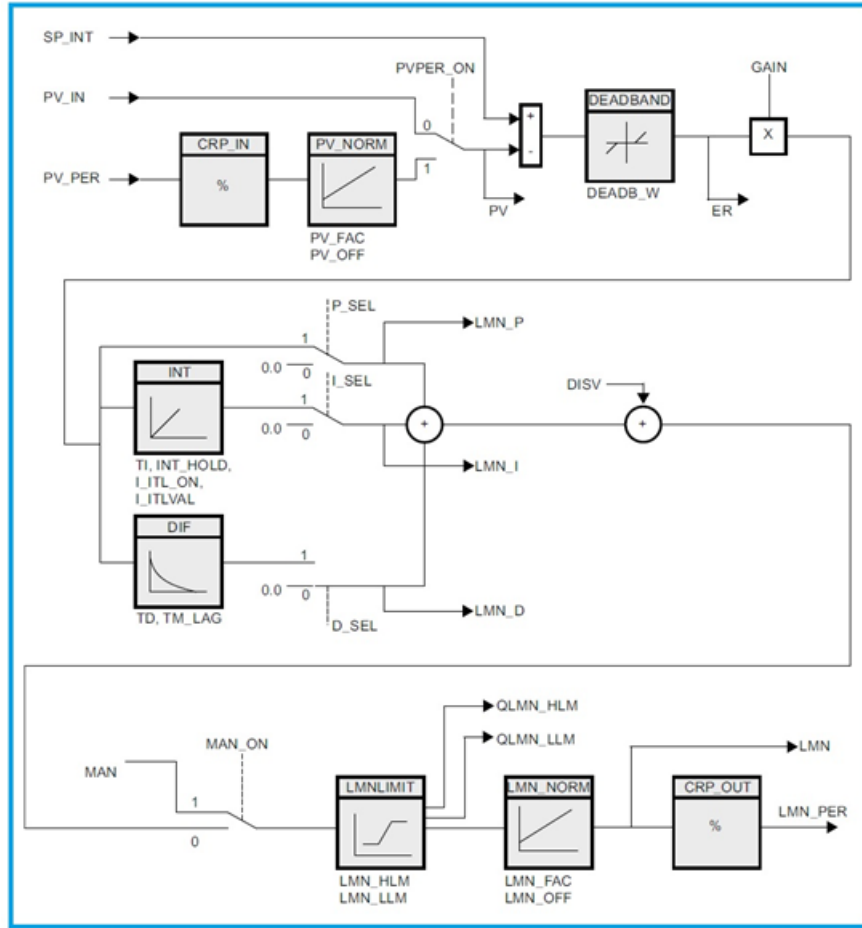 SP_INT
PVPER_ON
GAIN
PV_IN
DEADBAND
+
0
CRP_IN
PV_NORM
X
-
%
1
PV_PER
PV
DEADB_W
ER
PV_FAC
PV_OFF
P_SEL
LMN_P
1
0.0
0
INT
I_SEL
DISV
1
0.0
0
+
+
TI, INT_HOLD,
I_ITL_ON,
I_ITLVAL
LMN_I
DIF
1
0.0
0
LMN_D
TD, TM_LAG
D_SEL
QLMN_HLM
MAN_ON
QLMN_LLM
LMN
MAN
LMNLIMIT
LMN_NORM
CRP_OUT
1
LMN_PER
%
0
LMN_HLM
LMN_LLM
LMN_FAC
LMN_OFF